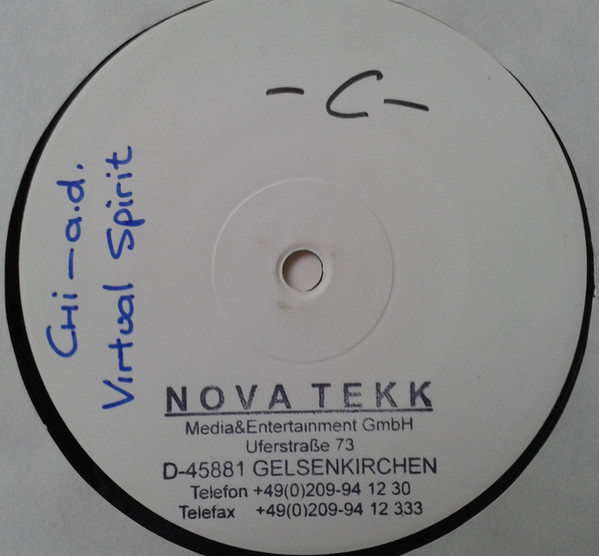 - C -
CHi - a.d.
Virtual Spirit
NOVA TEKK
Media&Entertainment GmbH
Uferstraße 73
D-45881 GELSENKIRCHEN
Telefon +49(0)209-94 12 30
Telefax +49(0)209-94 12 333